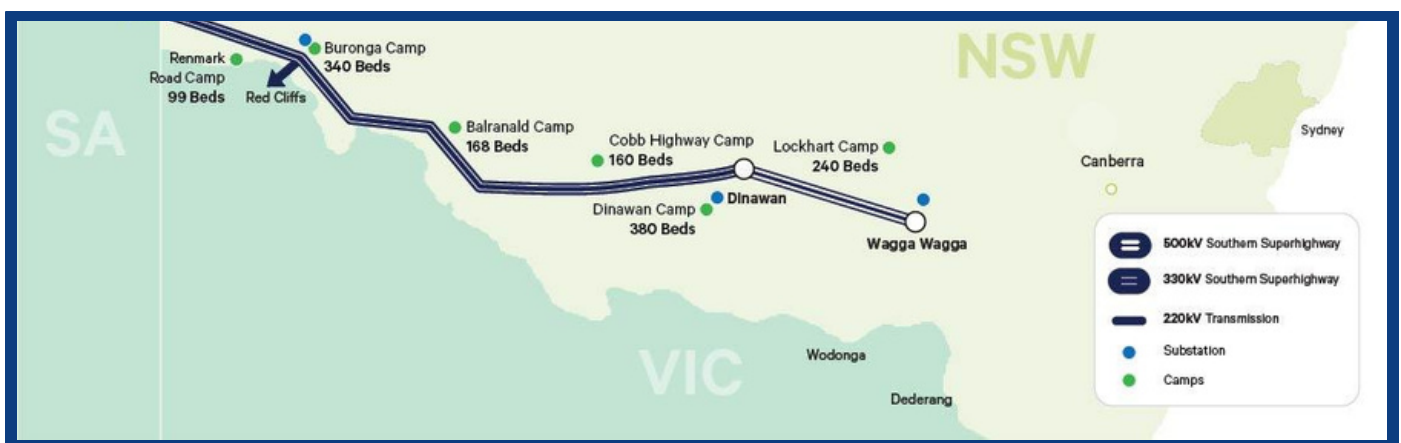 NSW
SA
Renmark
Road Camp
99 Beds
Buronga Camp
340 Beds
Red Cliffs
Balranald Camp
168 Beds
Cobb Highway Camp
160 Beds
Lockhart Camp
240 Beds
Dinawan Camp
380 Beds
Dinawan
Wagga Wagga
Sydney
Canberra
VIC
Wodonga
Dederang
500kV Southern Superhighway
330kV Southern Superhighway
220kV Transmission
Substation
Camps